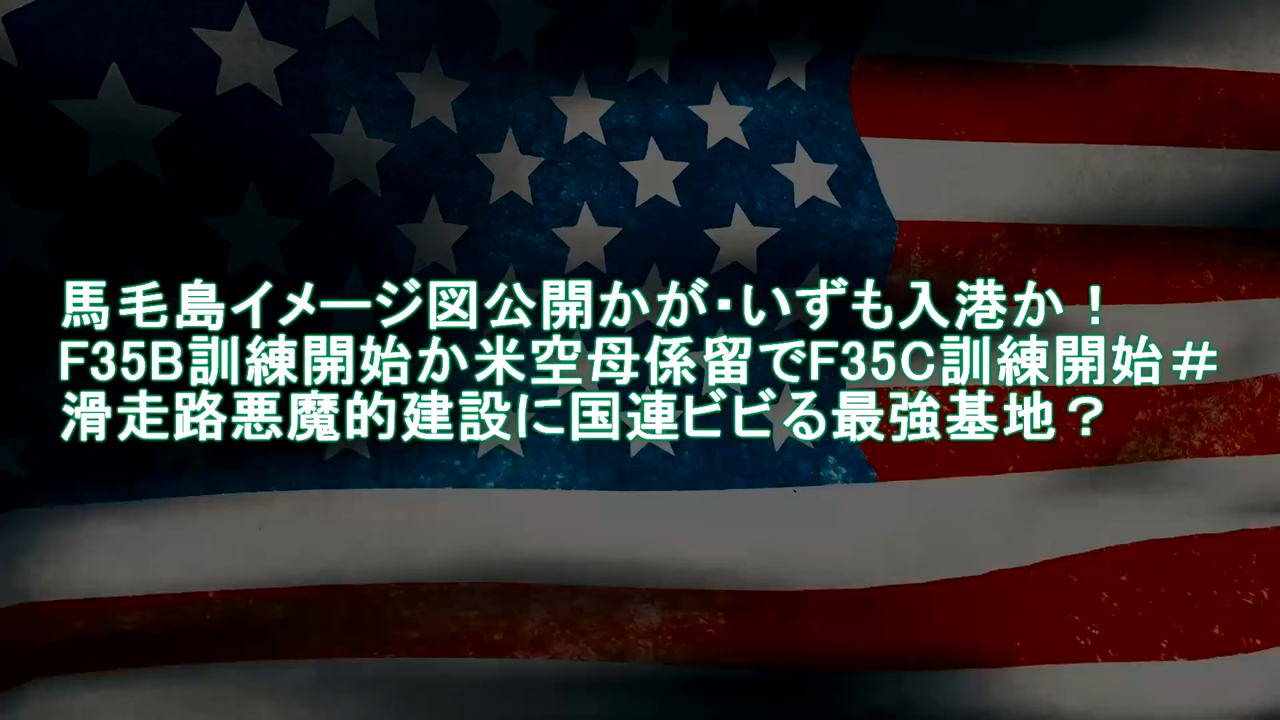 馬毛島イメージ図公開かが・いずも入港か！
F35B訓練開始か米空母係留でF35C訓練開始＃
滑走路悪魔的建設に国連ビビる最強基地？